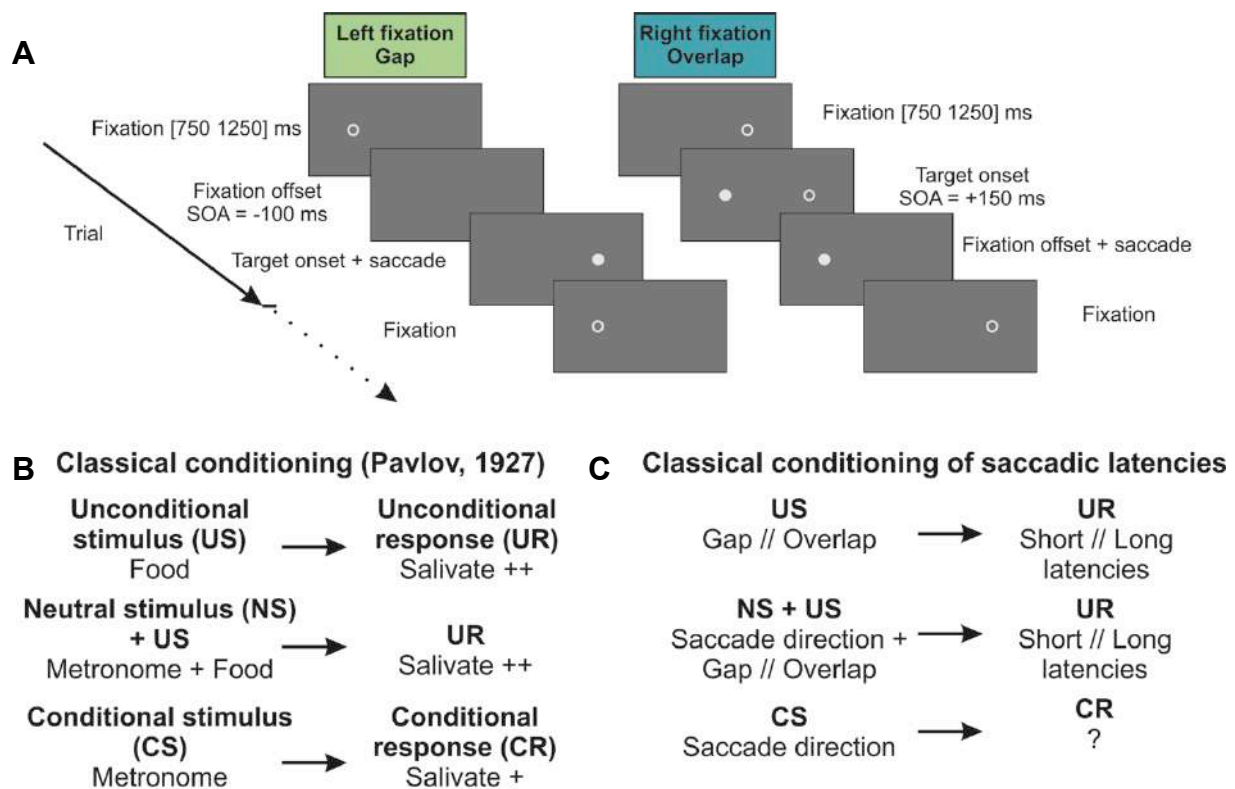 A
Left fixation
Gap
Right fixation
Overlap
Fixation [750 1250] ms
Fixation [750 1250] ms
Fixation offset
SOA = -100 ms
Target onset
SOA = +150 ms
Trial
Target onset + saccade
Fixation offset + saccade
Fixation
Fixation
B Classical conditioning (Pavlov, 1927)
Unconditional
stimulus (US)
Food
Unconditional
response (UR)
Salivate ++
Neutral stimulus (NS)
+ US
Metronome + Food
UR
Salivate ++
Conditional stimulus
(CS)
Metronome
Conditional
response (CR)
Salivate +
C Classical conditioning of saccadic latencies
US
Gap // Overlap
UR
Short // Long
latencies
NS + US
Saccade direction +
Gap // Overlap
UR
Short // Long
latencies
CS
Saccade direction
CR
?